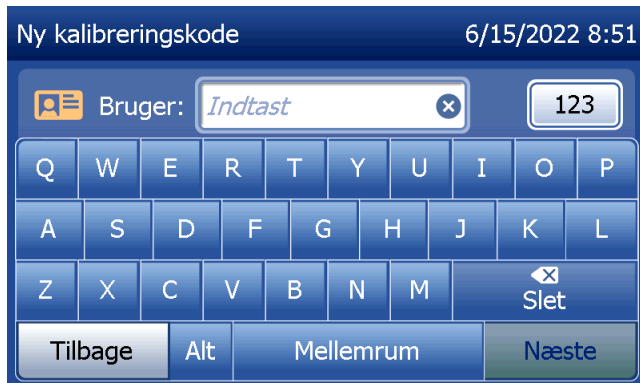 Ny kalibreringskode 6/15/2022 8:51
Bruger: Indtast 123
Q W E R T Y U I O P
A S D F G H J K L
Z X C V B N M Slet
Tilbage Alt Mellemrum Næste